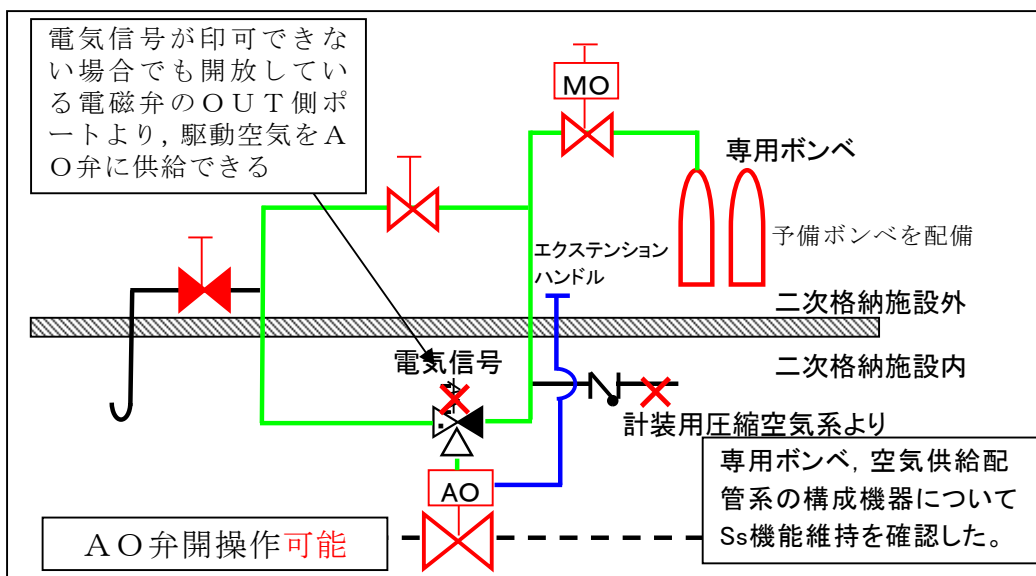 電気信号が印可できな
い場合でも開放してい
る電磁弁のＯＵＴ側ポ
ートより，駆動空気をＡ
Ｏ弁に供給できる
MO
専用ボンベ
予備ボンベを配備
エクステンション
ハンドル
二次格納施設外
二次格納施設内
電気信号
計装用圧縮空気系より
AO
専用ボンベ，空気供給配
管系の構成機器について
Ss機能維持を確認した。
ＡＯ弁開操作可能